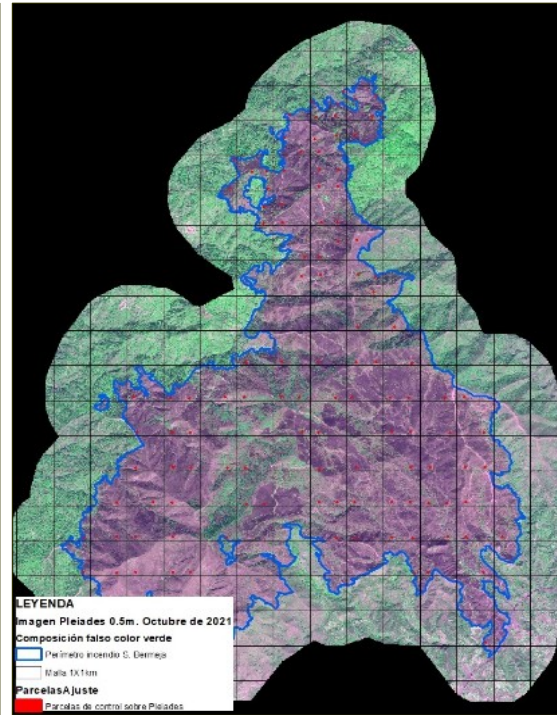 LEYENDA
Imagen Pleiades 0.5m. Octubre de 2021
Composición falso color verde
Perímetro incendio S. Bermeja
Malla 1X1km
ParcelasAjuste
Parcelas de control sobre Pleiades